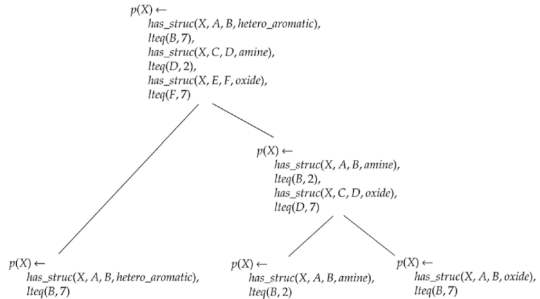 p(X) ←
has_struc(X, A, B, hetero_aromatic),
lteq(B, 7),
has_struc(X, C, D, amine),
lteq(D, 2),
has_struc(X, E, F, oxide),
lteq(F, 7)
p(X) ←
has_struc(X, A, B, amine),
lteq(B, 2),
has_struc(X, C, D, oxide),
lteq(D, 7)
p(X) ←
has_struc(X, A, B, hetero_aromatic),
lteq(B, 7)
p(X) ←
has_struc(X, A, B, amine),
lteq(B, 2)
p(X) ←
has_struc(X, A, B, oxide),
lteq(B, 7)